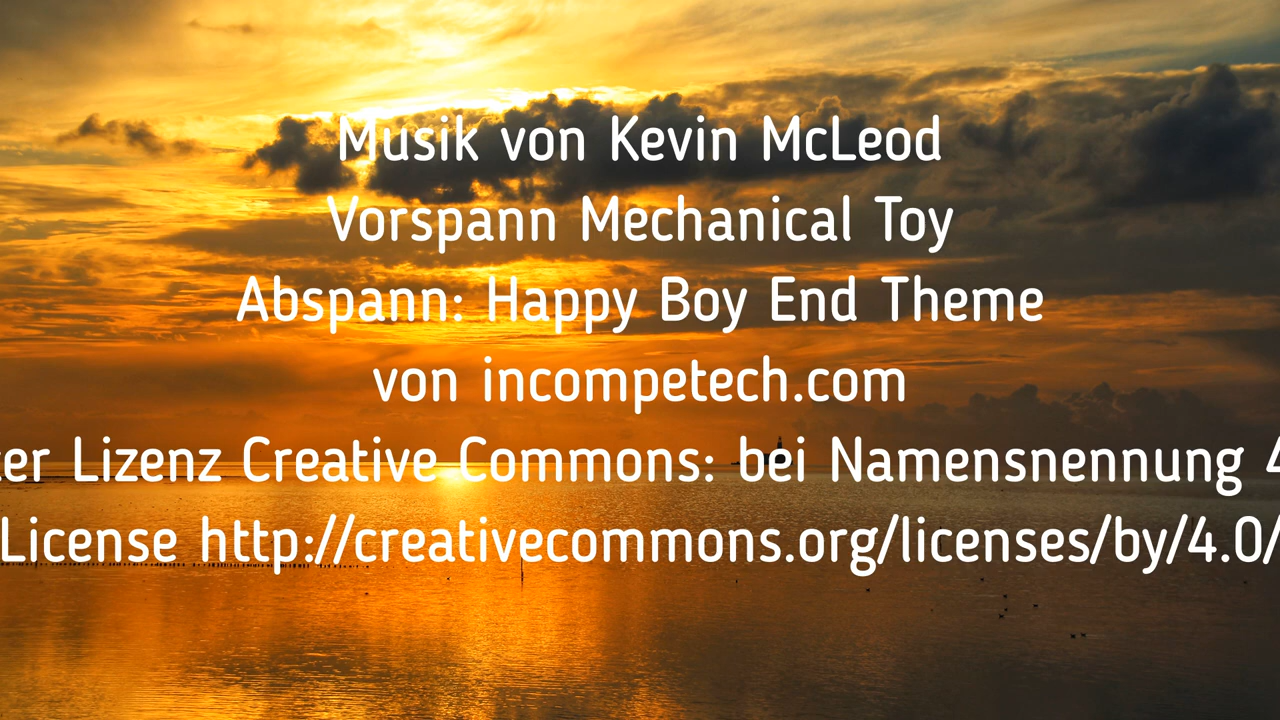 Musik von Kevin McLeod
Vorspann Mechanical Toy
Abspann: Happy Boy End Theme
von incompetech.com
Lizenz Creative Commons: bei Namensnennung
License http://creativecommons.org/licenses/by/4.0/